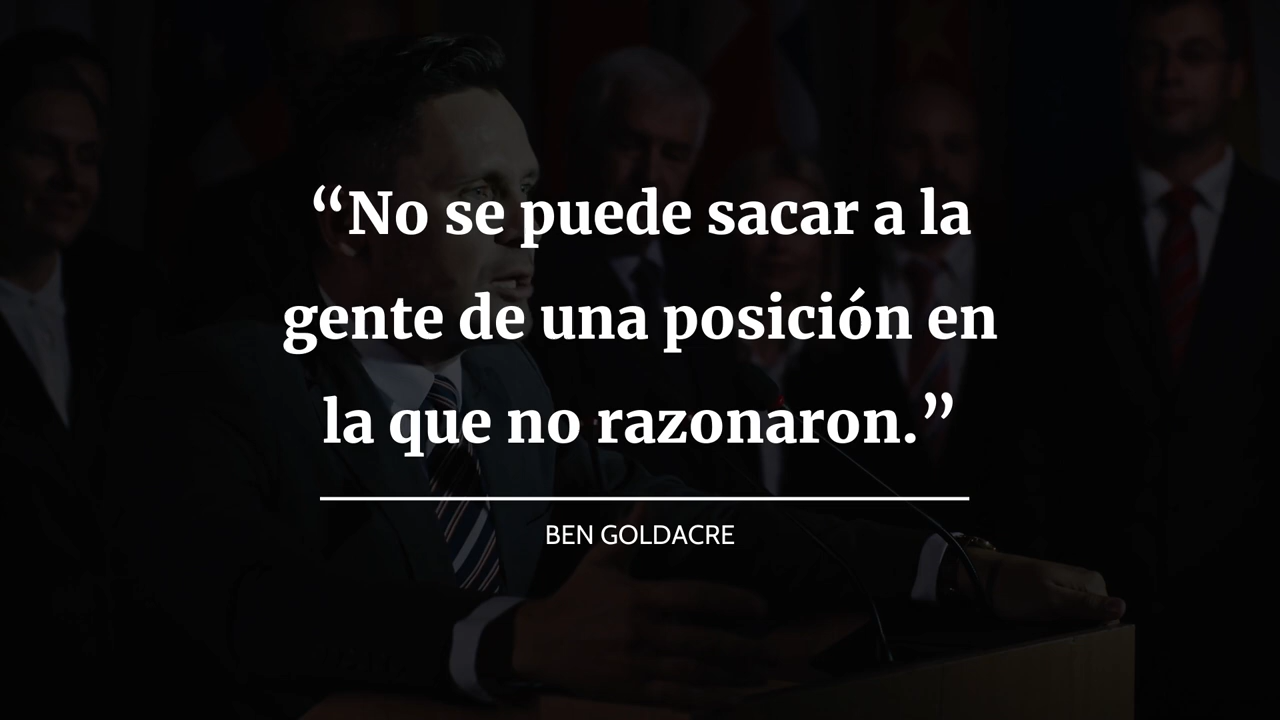 “No se puede sacar a la
gente de una posición en
la que no razonaron.”
BEN GOLDACRE